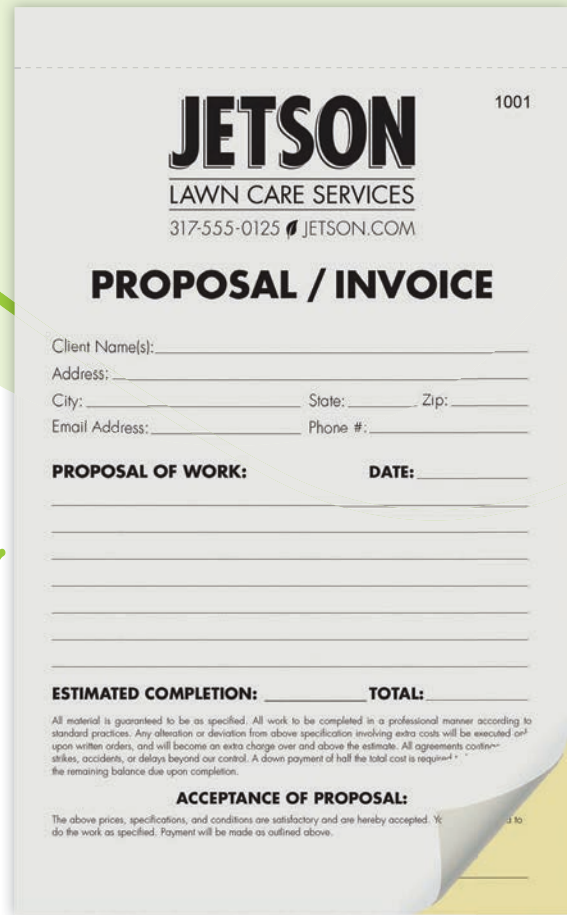 1001
JETSON
LAWN CARE SERVICES
317-555-0125 JETSON.COM
PROPOSAL / INVOICE
Client Name(s):
Address:
City: State: Zip:
Email Address: Phone #:
PROPOSAL OF WORK: DATE:
ESTIMATED COMPLETION: TOTAL:
All material is guaranteed to be as specified. All work to be completed in a professional manner according to
standard practices. Any alteration or deviation from above specification involving extra costs will be executed
upon written orders, and will become an extra charge over and above the estimate. All agreements
strikes, accidents, or delays beyond our control. A down payment of half the total cost is required
the remaining balance due upon completion.
ACCEPTANCE OF PROPOSAL:
The above prices, specifications, and conditions are satisfactory and are hereby accepted. to
do the work as specified. Payment will be made as outlined above.